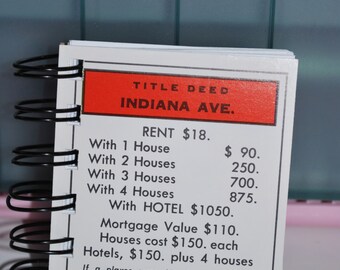 TITLE DEED
INDIANA AVE.
RENT $18.
With 1 House $ 90.
With 2 Houses 250.
With 3 Houses 700.
With 4 Houses 875.
With HOTEL $1050.
Mortgage Value $110.
Houses cost $150. each
Hotels, $150. plus 4 houses